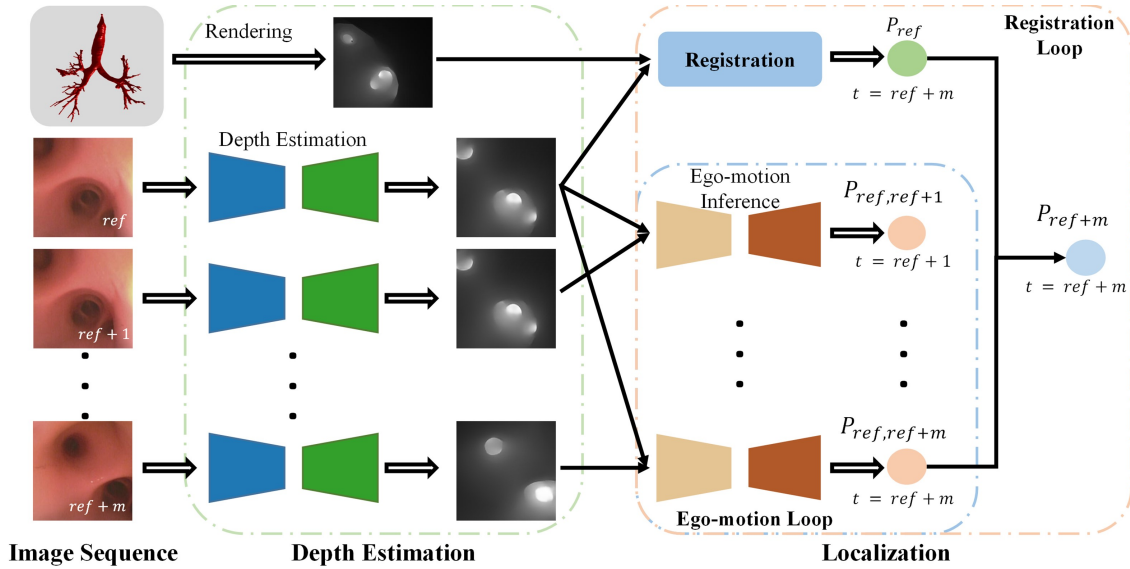 Rendering
P_ref
Registration
Loop
Registration
t = ref + m
Depth Estimation
ref
Ego-motion
Inference
P_ref,ref+1
t = ref + 1
P_ref+m
t = ref + m
ref + 1
P_ref,ref+m
t = ref + m
ref + m
Ego-motion Loop
Image Sequence
Depth Estimation
Localization